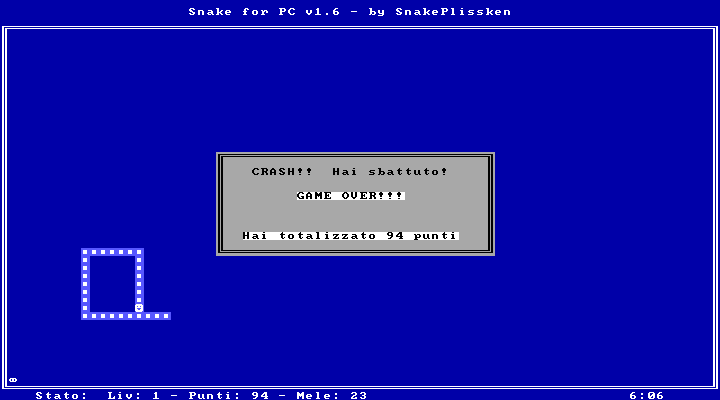 Snake for PC v1.6 - by SnakePlissken
CRASH!! Hai sbattuto!
GAME OVER!!!
Hai totalizzato 94 punti
Stato: Liv: 1 - Punti: 94 - Mele: 23 6:06